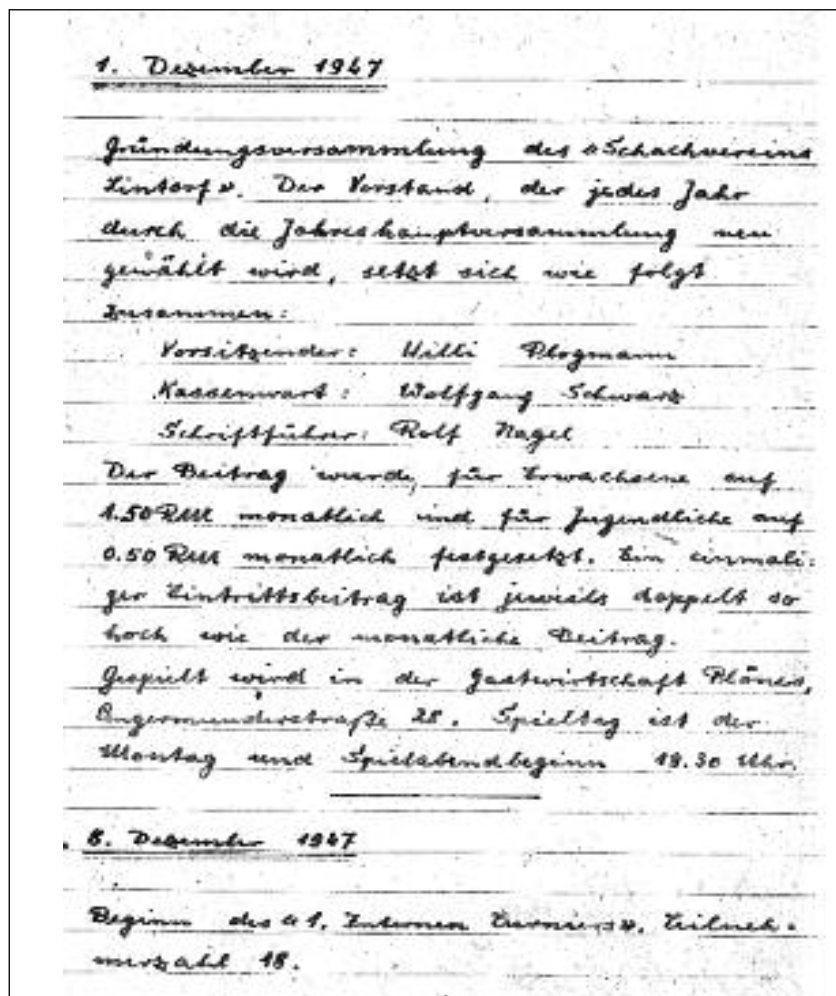 1. Dezember 1947
Gründungsversammlung des "Schachvereins
Lintorf". Der Vorstand, der jedes Jahr
durch die Jahreshauptversammlung neu
gewählt wird, setzt sich wie folgt
zusammen:
Vorsitzender: Willi Plogmann
Kassenwart: Wolfgang Schwarz
Schriftführer: Rolf Nagel
Der Beitrag wurde für Erwachsene auf
1.50 RM monatlich und für Jugendliche auf
0.50 RM monatlich festgesetzt. Ein einmali-
ger Eintrittsbeitrag ist jeweils doppelt so
hoch wie der monatliche Beitrag.
Gespielt wird in der Gastwirtschaft Plönes,
Angermunderstraße 28. Spieltag ist der
Montag und Spielabendbeginn 19.30 Uhr.
8. Dezember 1947
Beginn des "1. Internen Turniers". Teilneh-
merzahl 18.